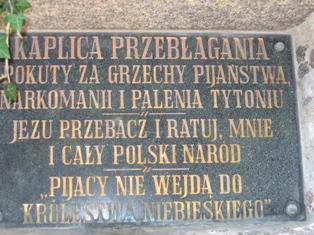 KAPLICA PRZEBŁAGANIA
I POKUTY ZA GRZECHY PIJAŃSTWA
NARKOMANII I PALENIA TYTONIU
JEZU PRZEBACZ I RATUJ, MNIE
I CAŁY POLSKI NARÓD
„PIJACY NIE WEJDĄ DO
KRÓLESTWA NIEBIESKIEGO”